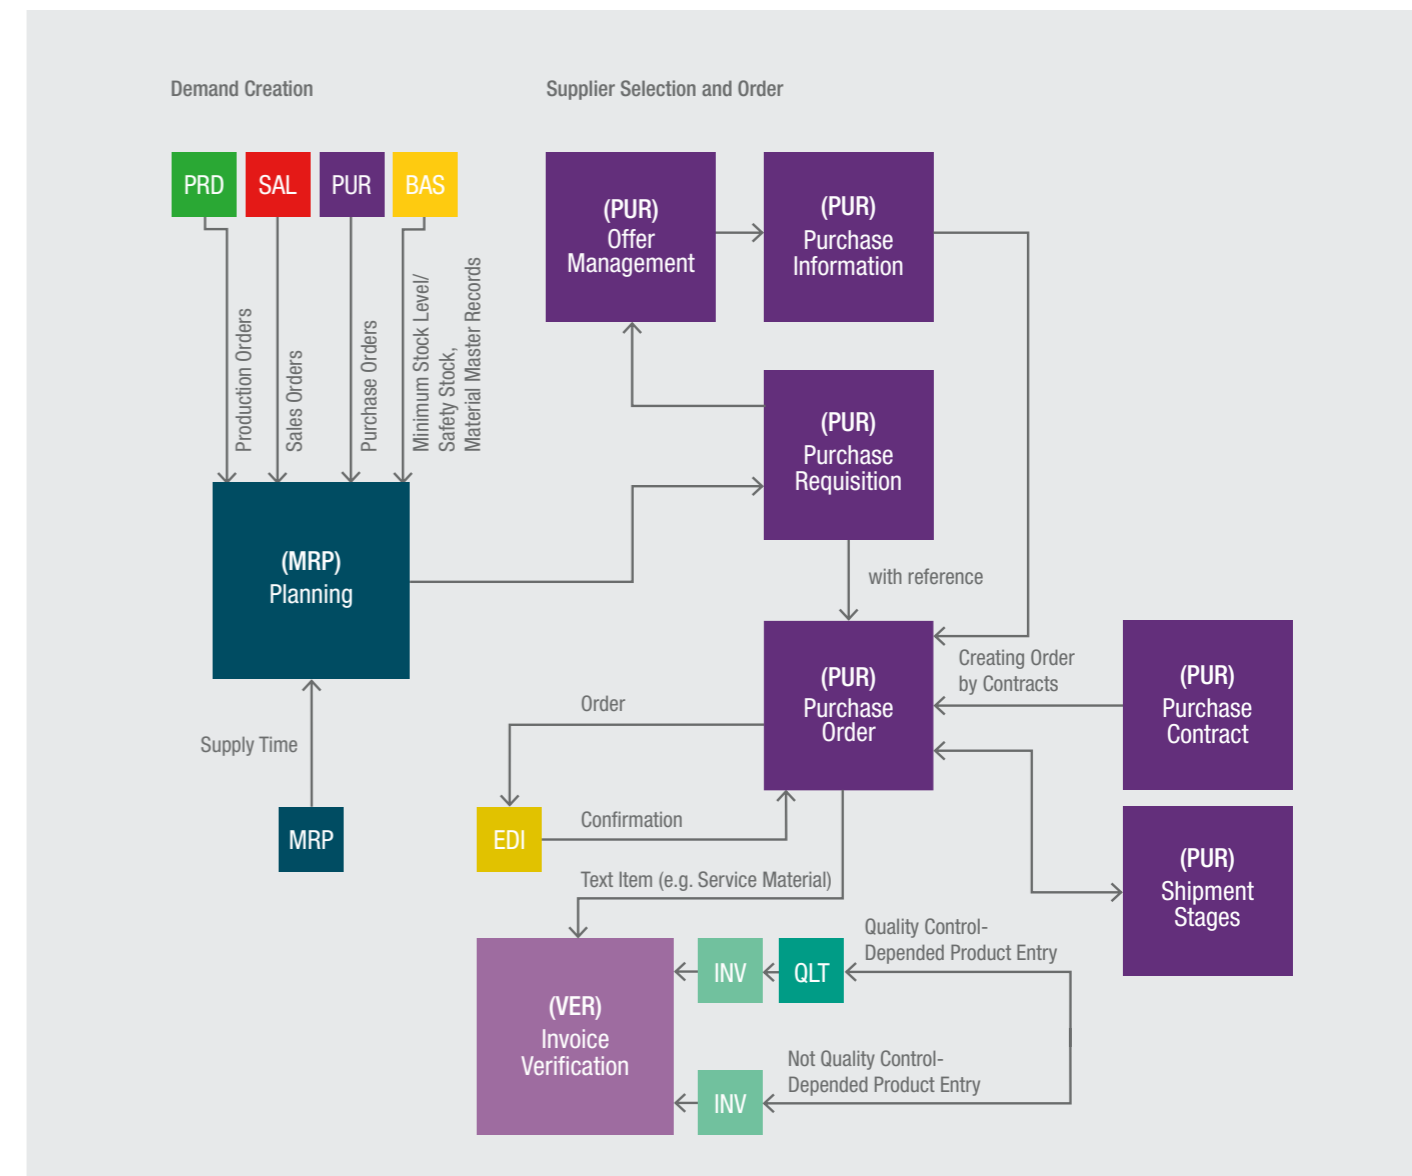 Demand Creation
Supplier Selection and Order
PRD
SAL
PUR
BAS
Production Orders
Sales Orders
Purchase Orders
Minimum Stock Level/
Safety Stock,
Material Master Records
(MRP)
Planning
Supply Time
MRP
(PUR)
Offer
Management
(PUR)
Purchase
Information
(PUR)
Purchase
Requisition
with reference
(PUR)
Purchase
Order
Creating Order
by Contracts
(PUR)
Purchase
Contract
(PUR)
Shipment
Stages
Order
EDI
Confirmation
Text Item (e.g. Service Material)
(VER)
Invoice
Verification
INV
QLT
Quality Control-
Depended Product Entry
INV
Not Quality Control-
Depended Product Entry